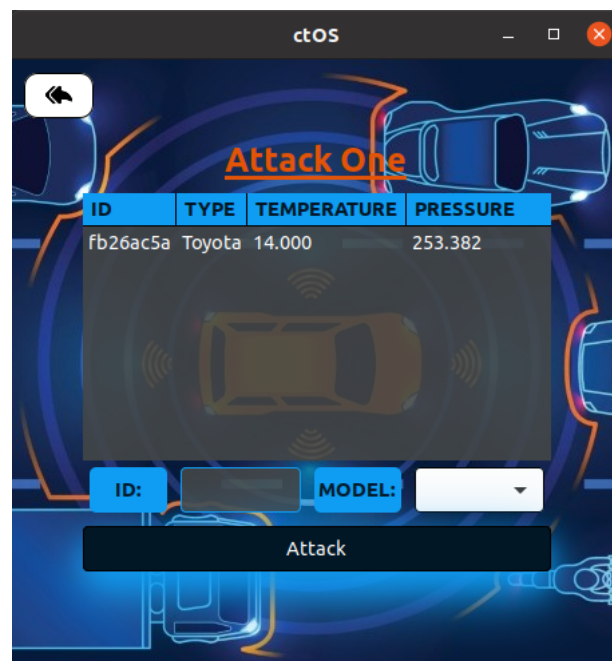 ctOS
Attack One
ID TYPE TEMPERATURE PRESSURE
fb26ac5a Toyota 14.000 253.382
ID: MODEL:
Attack